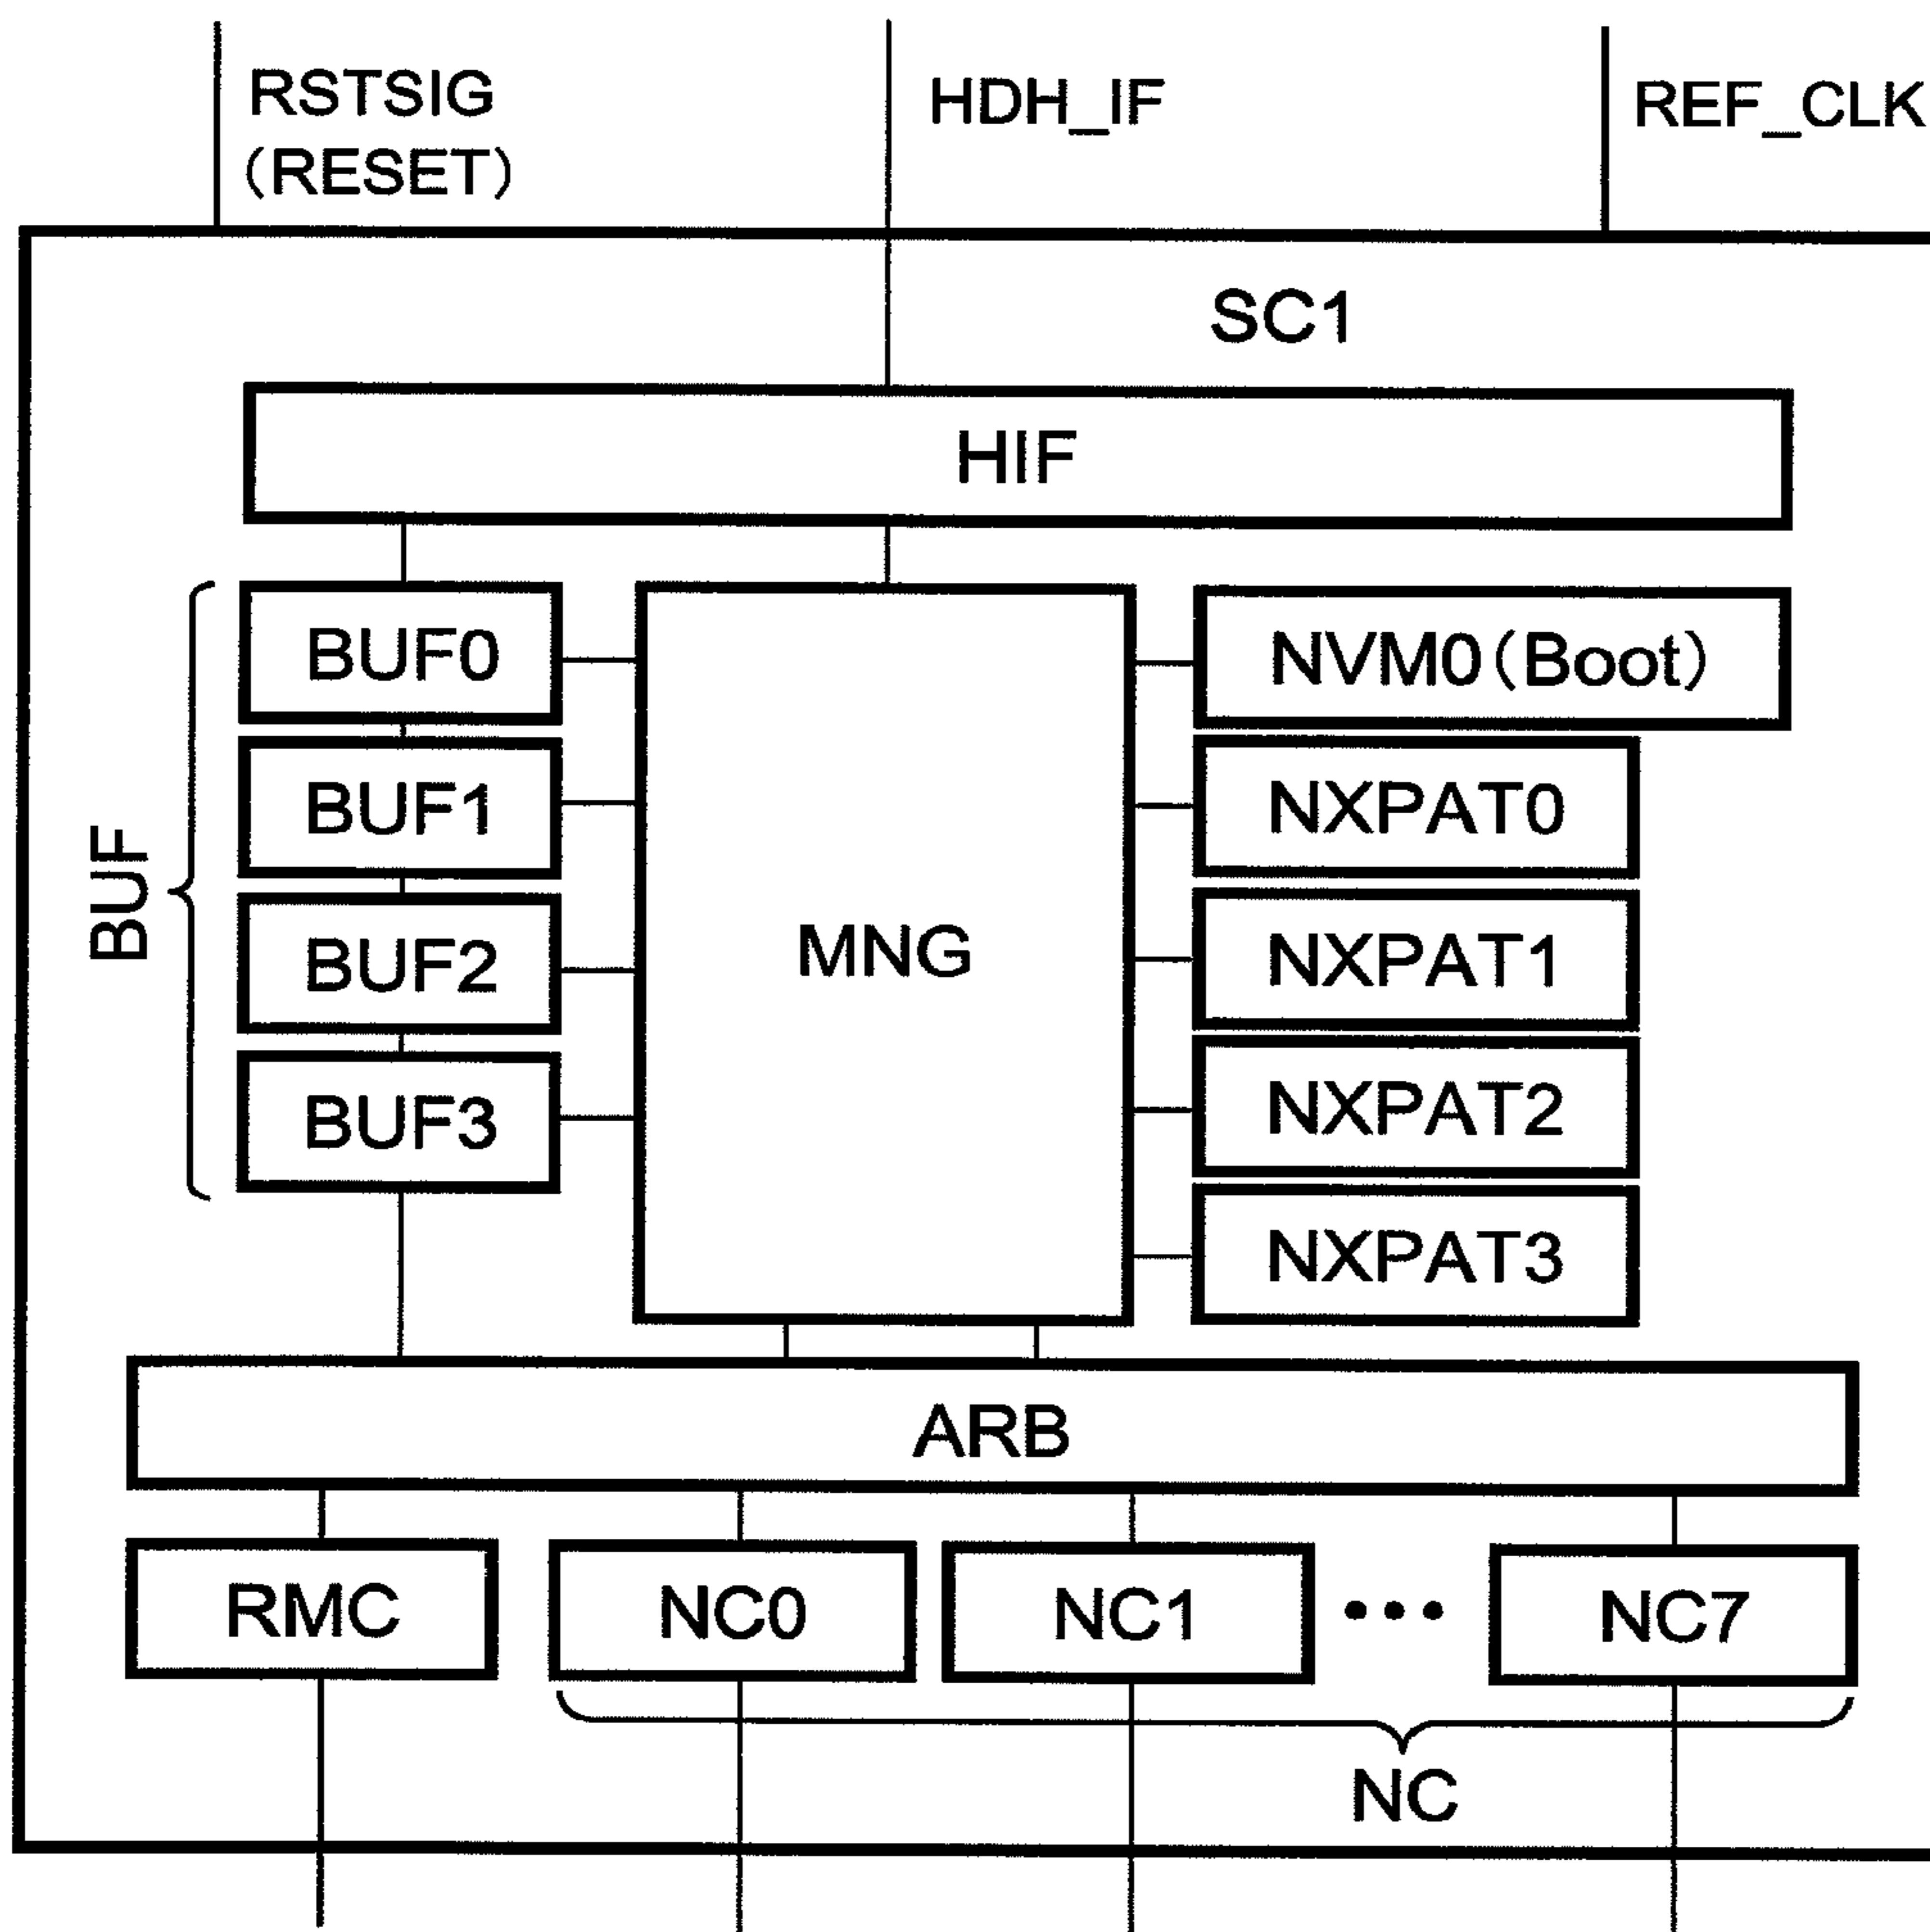 RSTSIG
(RESET)
HDH_IF
REF_CLK
SC1
HIF
BUF
BUF0
BUF1
BUF2
BUF3
MNG
NVM0(Boot)
NXPAT0
NXPAT1
NXPAT2
NXPAT3
ARB
RMC
NC0
NC1
•••
NC7
NC